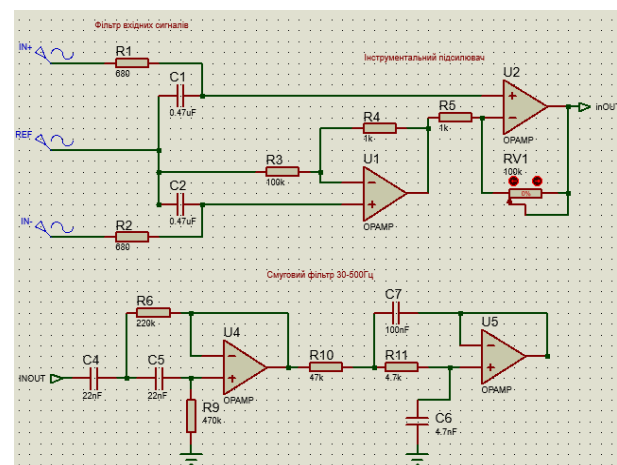 Фільтр вхідних сигналів
IN+
R1
680
Інструментальний підсилювач
U2
C1
0.47uF
R4
1k
R5
1k
inOUT
OPAMP
REF
R3
100k
U1
RV1
100k
0%
C2
0.47uF
OPAMP
IN-
R2
680
Смуговий фільтр 30-500Гц
R6
220k
C7
100nF
U4
U5
C4
22nF
C5
22nF
R10
47k
R11
4.7k
INOUT
OPAMP
OPAMP
R9
470k
C6
4.7nF